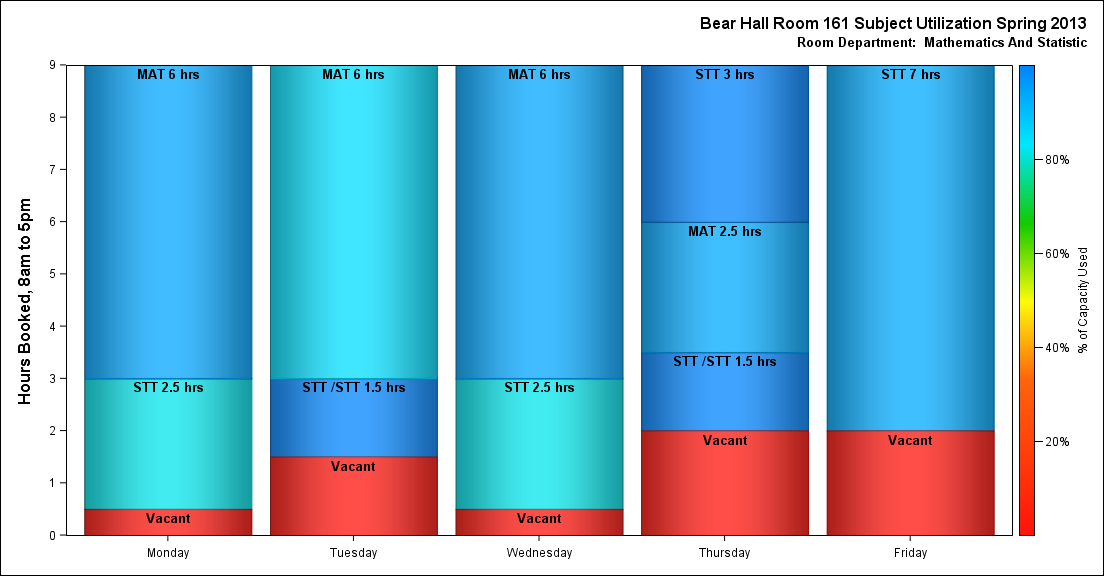 Bear Hall Room 161 Subject Utilization Spring 2013
Room Department: Mathematics And Statistic
Hours Booked, 8am to 5pm
9
8
7
6
5
4
3
2
1
0
MAT 6 hrs
STT 2.5 hrs
Vacant
MAT 6 hrs
STT /STT 1.5 hrs
Vacant
MAT 6 hrs
STT 2.5 hrs
Vacant
STT 3 hrs
MAT 2.5 hrs
STT /STT 1.5 hrs
Vacant
STT 7 hrs
Vacant
Monday
Tuesday
Wednesday
Thursday
Friday
80%
60%
40%
20%
% of Capacity Used